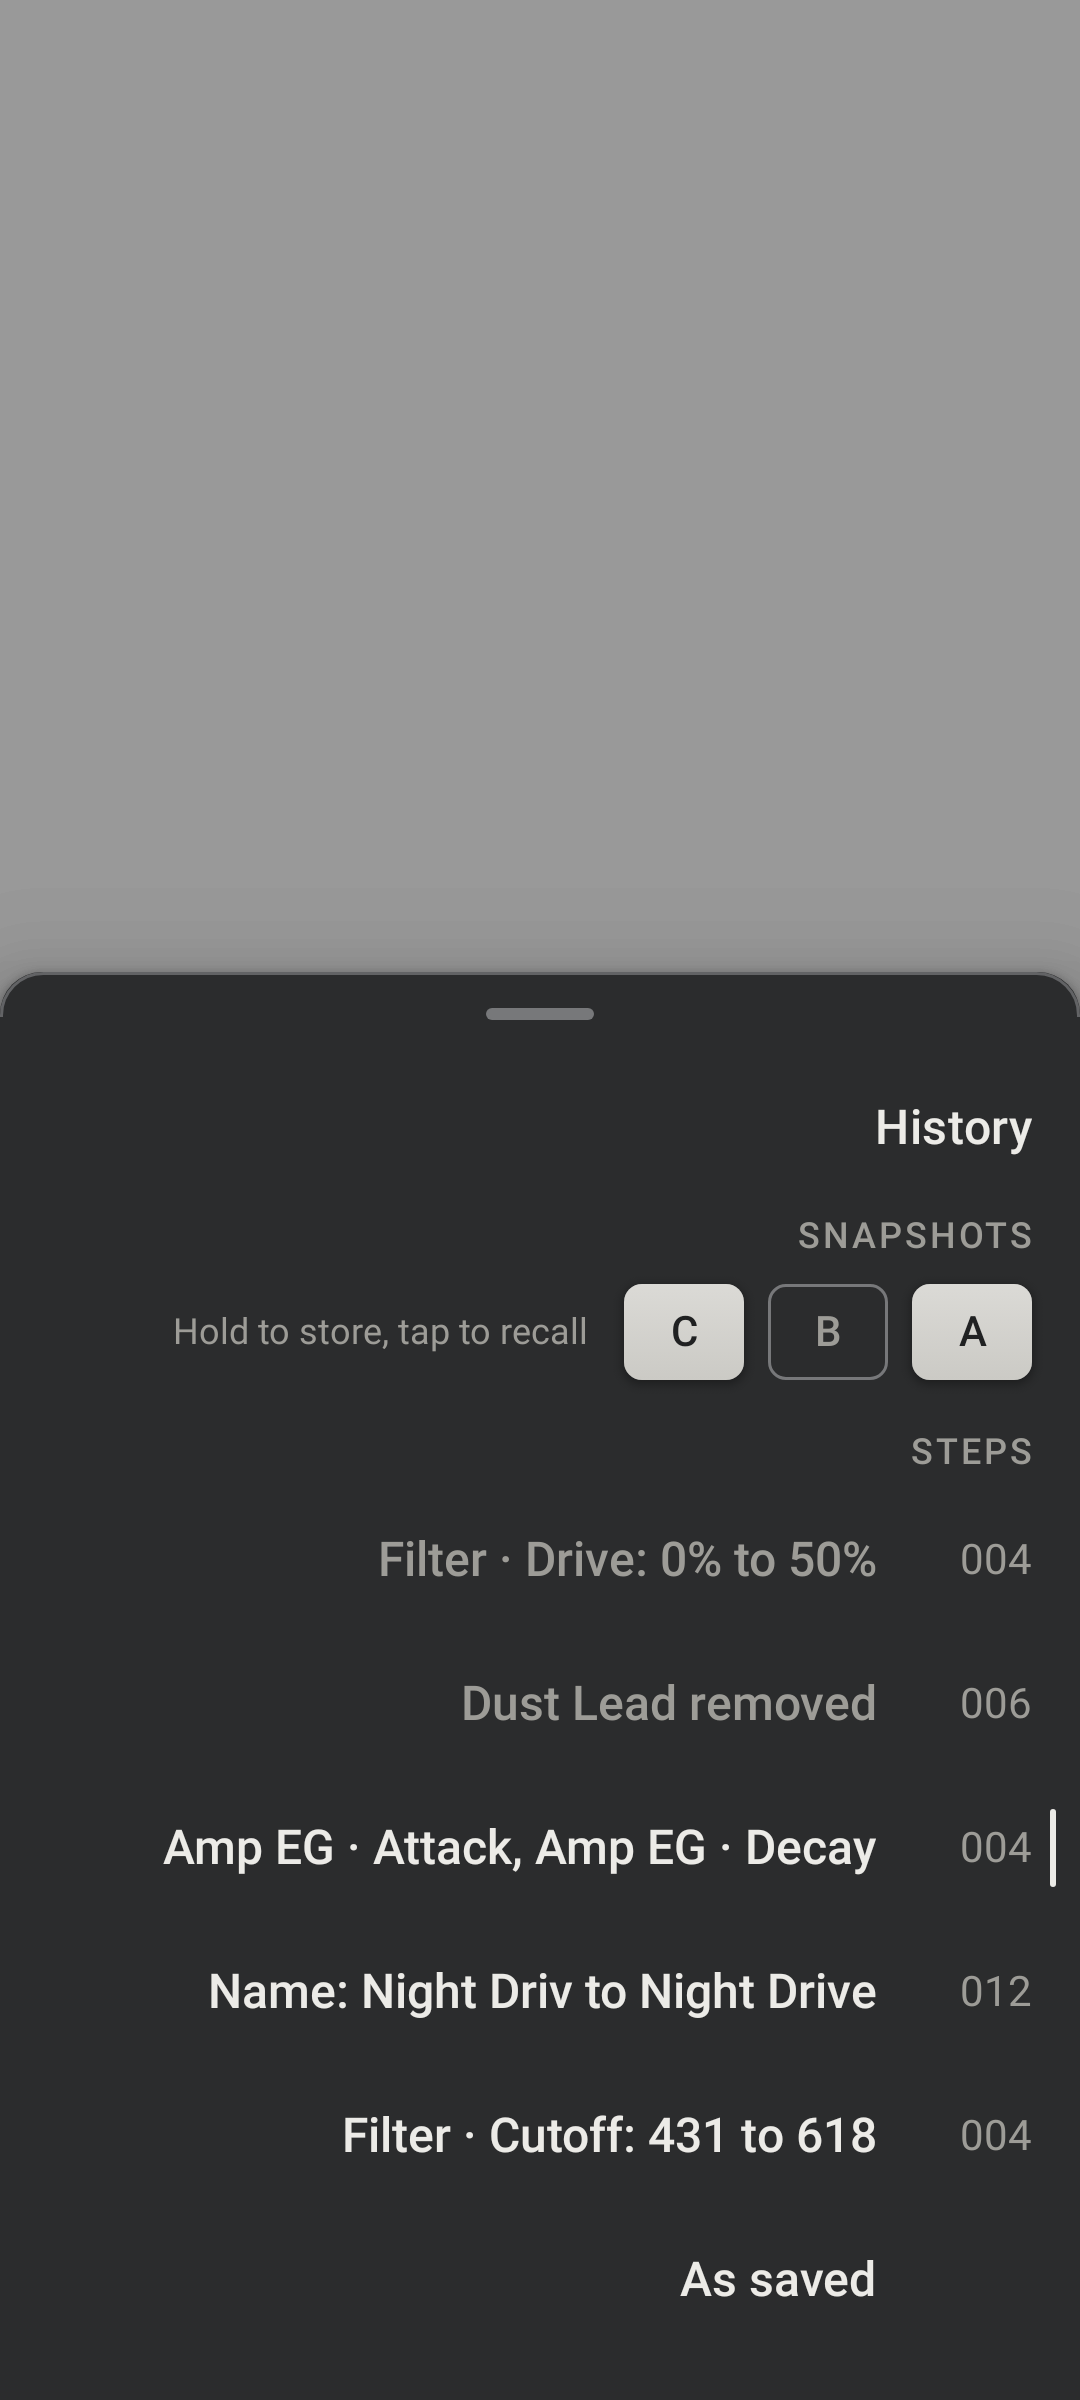 History
SNAPSHOTS
A B C Hold to store, tap to recall
STEPS
004 Filter · Drive: 0% to 50%
006 Dust Lead removed
004 Amp EG · Attack, Amp EG · Decay
012 Name: Night Driv to Night Drive
004 Filter · Cutoff: 431 to 618
As saved